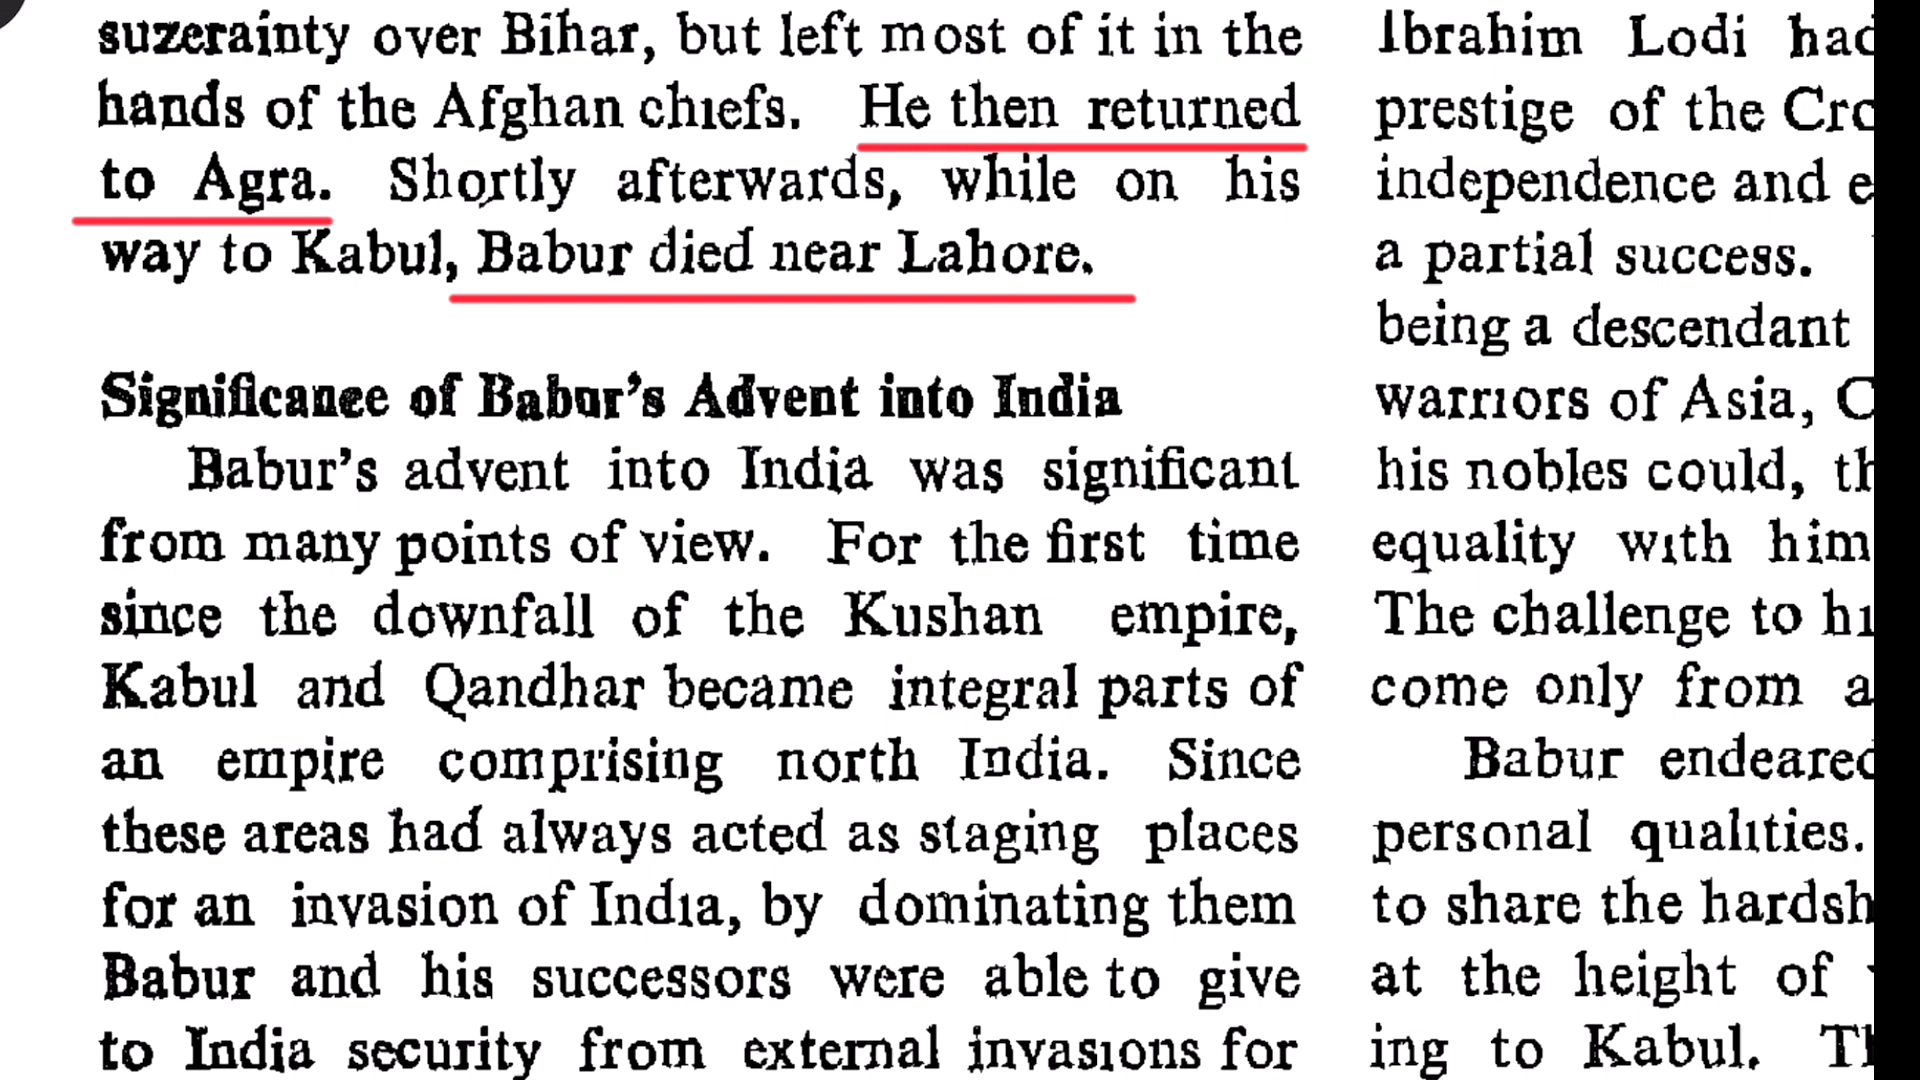 suzerainty over Bihar, but left most of it in the
hands of the Afghan chiefs. He then returned
to Agra. Shortly afterwards, while on his
way to Kabul, Babur died near Lahore.
Significance of Babur's Advent into India
Babur's advent into India was significant
from many points of view. For the first time
since the downfall of the Kushan empire,
Kabul and Qandhar became integral parts of
an empire comprising north India. Since
these areas had always acted as staging places
for an invasion of India, by dominating them
Babur and his successors were able to give
to India security from external invasions for
Ibrahim Lodi had
prestige of the
independence and
a partial success.
being a descendant
warriors of Asia,
his nobles could,
equality with him
The challenge to
come only from a
Babur endeared
personal qualities.
to share the
at the height of
ing to Kabul.